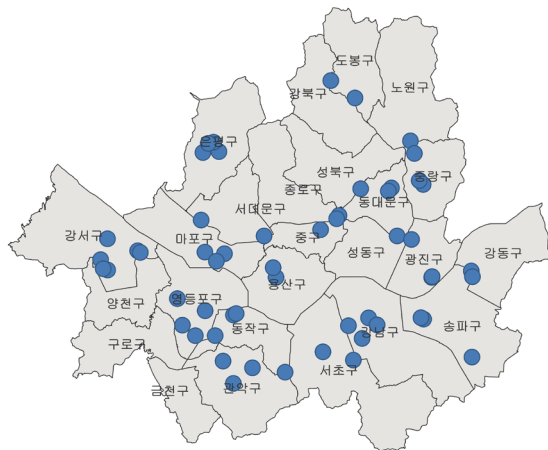 도봉구
노원구
강북구
은평구
성북구
중랑구
종로구
동대문구
서대문구
강서구
마포구
중구
성동구
광진구
강동구
용산구
양천구
영등포구
동작구
강남구
송파구
구로구
서초구
금천구
관악구